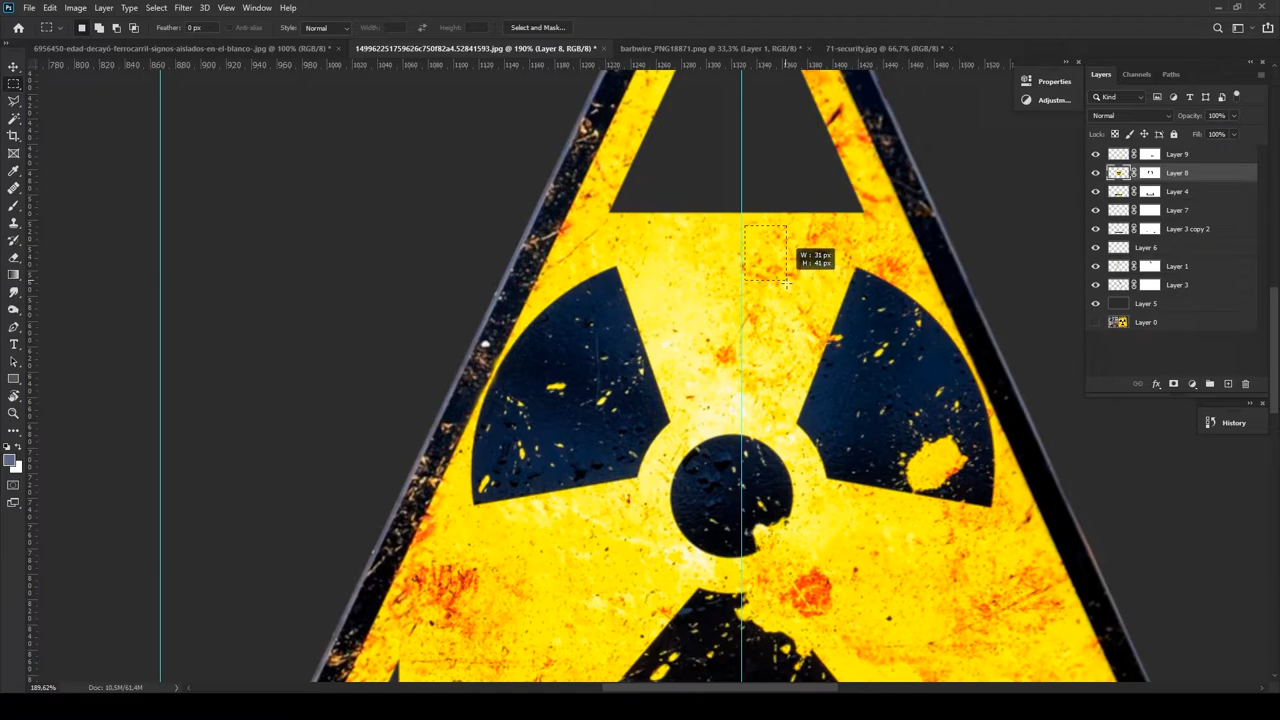 Ps File Edit Image Layer Type Select Filter 3D View Window Help
Feather: 0 px Anti-alias Style: Normal Width: Height: Select and Mask...
6956450-edad-decayó-ferrocarril-signos-aislados-en-el-blanco-.jpg @ 100% (RGB/8) * × 149962251759626c750f82a4.52841593.jpg @ 190% (Layer 8, RGB/8) * × barbwire_PNG18871.png @ 33,3% (Layer 1, RGB/8) * × 71-security.jpg @ 66,7% (RGB/8) * ×
780 800 820 840 860 880 900 920 940 960 980 1000 1020 1040 1060 1080 1100 1120 1140 1160 1180 1200 1220 1240 1260 1280 1300 1320 1340 1360 1380 1400 1420 1440 1460 1480 1500 1520
Properties
Adjustm...
Layers Channels Paths
Kind
Normal Opacity: 100%
Lock: Fill: 100%
Layer 9
Layer 8
Layer 4
Layer 7
Layer 3 copy 2
Layer 6
Layer 1
Layer 3
Layer 5
Layer 0
fx
History
W: 31 px
H: 41 px
189,62% Doc: 10,5M/61,4M